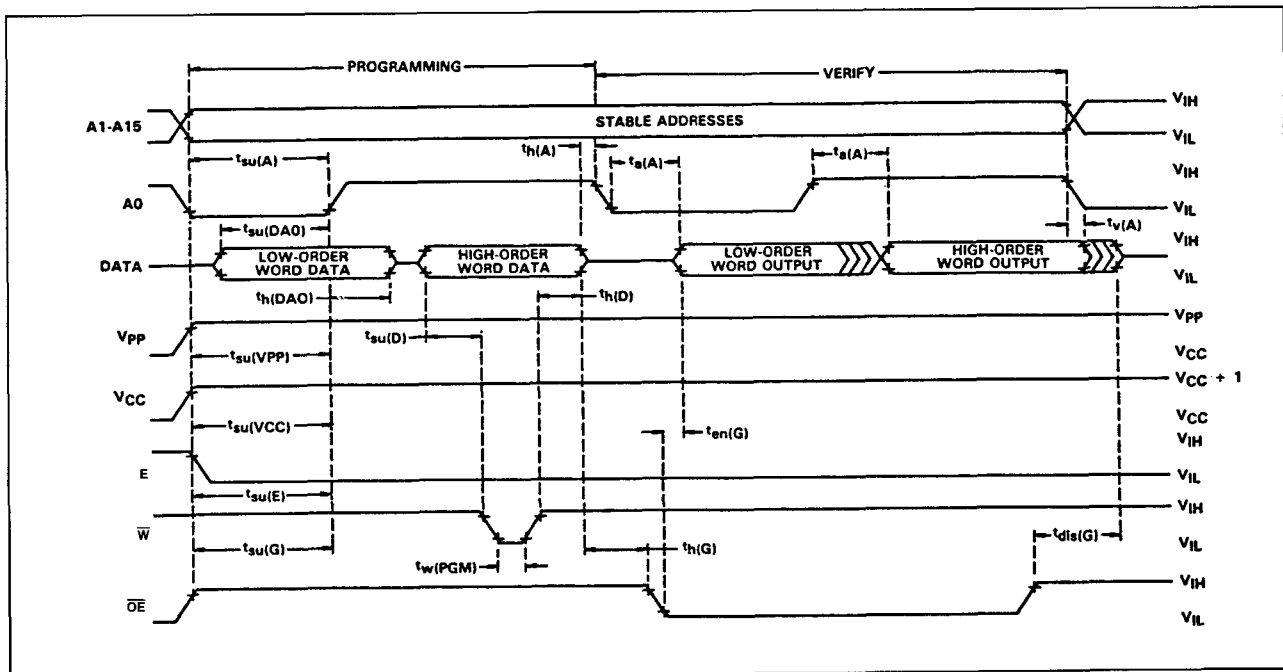 PROGRAMMING
VERIFY
A1-A15
STABLE ADDRESSES
VIH
VIL
tsu(A)
th(A)
ta(A)
ta(A)
A0
VIH
VIL
tsu(DA0)
tv(A)
DATA
LOW-ORDER
WORD DATA
HIGH-ORDER
WORD DATA
LOW-ORDER
WORD OUTPUT
HIGH-ORDER
WORD OUTPUT
VIH
VIL
th(DAO)
th(D)
VPP
tsu(D)
VPP
tsu(VPP)
VCC
VCC
VCC + 1
tsu(VCC)
VCC
ten(G)
E
VIH
VIL
tsu(E)
W
VIH
VIL
tsu(G)
tw(PGM)
th(G)
tdis(G)
OE
VIH
VIL